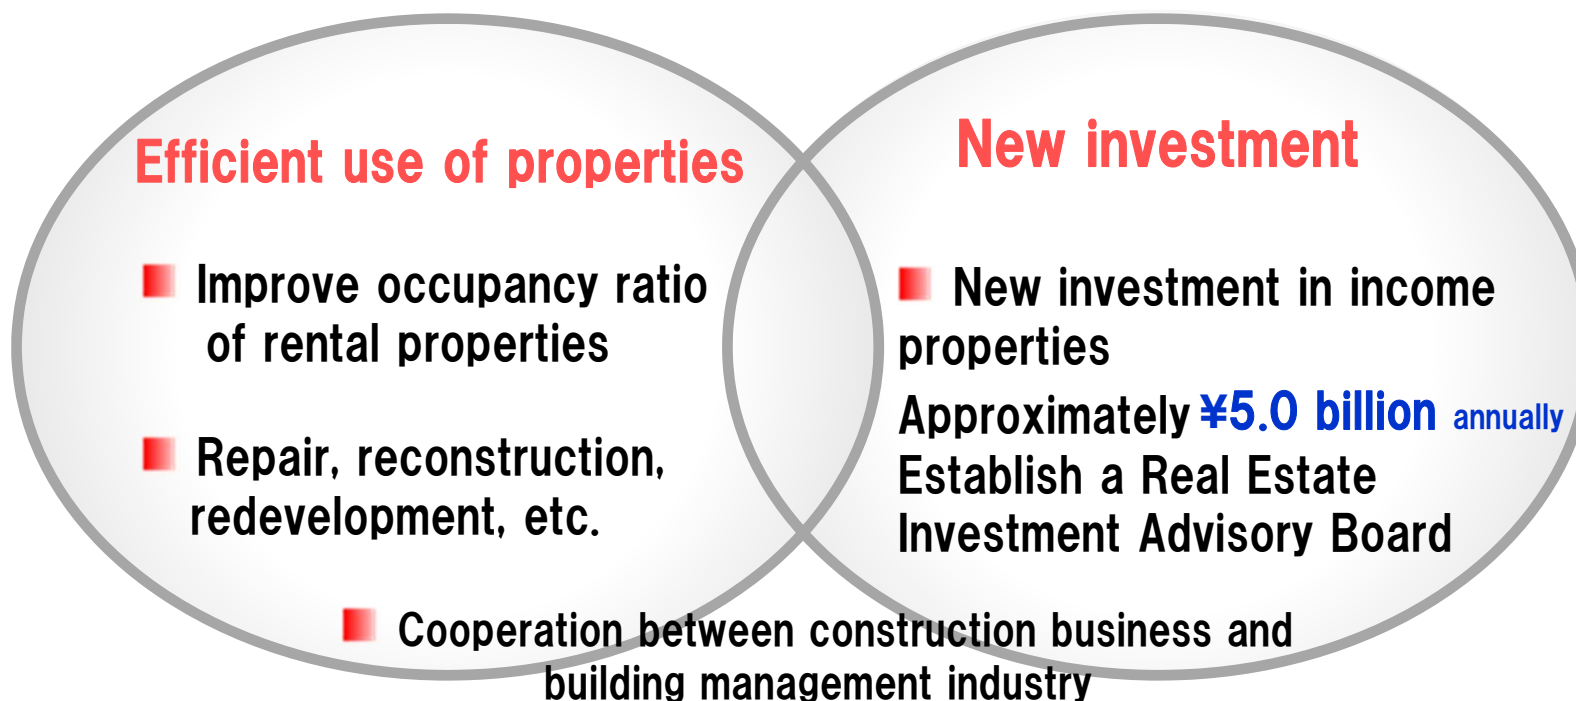 Efficient use of properties
Improve occupancy ratio
of rental properties
Repair, reconstruction,
redevelopment, etc.
New investment
New investment in income
properties
Approximately ¥5.0 billion annually
Establish a Real Estate
Investment Advisory Board
Cooperation between construction business and
building management industry